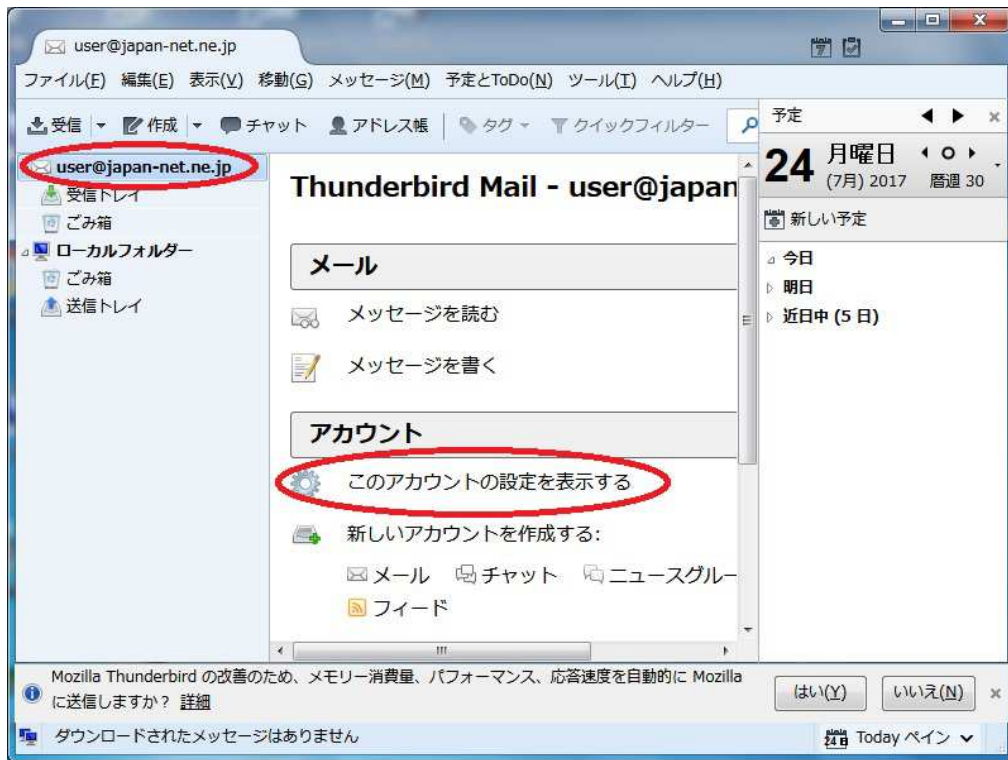 user@japan-net.ne.jp
ファイル(F) 編集(E) 表示(V) 移動(G) メッセージ(M) 予定とToDo(N) ツール(T) ヘルプ(H)
受信 作成 チャット アドレス帳 タグ クイックフィルター
user@japan-net.ne.jp
受信トレイ
ごみ箱
ローカルフォルダー
ごみ箱
送信トレイ
Thunderbird Mail - user@japan
メール
メッセージを読む
メッセージを書く
アカウント
このアカウントの設定を表示する
新しいアカウントを作成する:
メール チャット ニュースグルー
フィード
予定
24 月曜日
(7月) 2017 暦週 30
新しい予定
今日
明日
近日中 (5 日)
Mozilla Thunderbird の改善のため、メモリー消費量、パフォーマンス、応答速度を自動的に Mozilla
に送信しますか? 詳細
はい(Y) いいえ(N)
ダウンロードされたメッセージはありません
Today ペイン